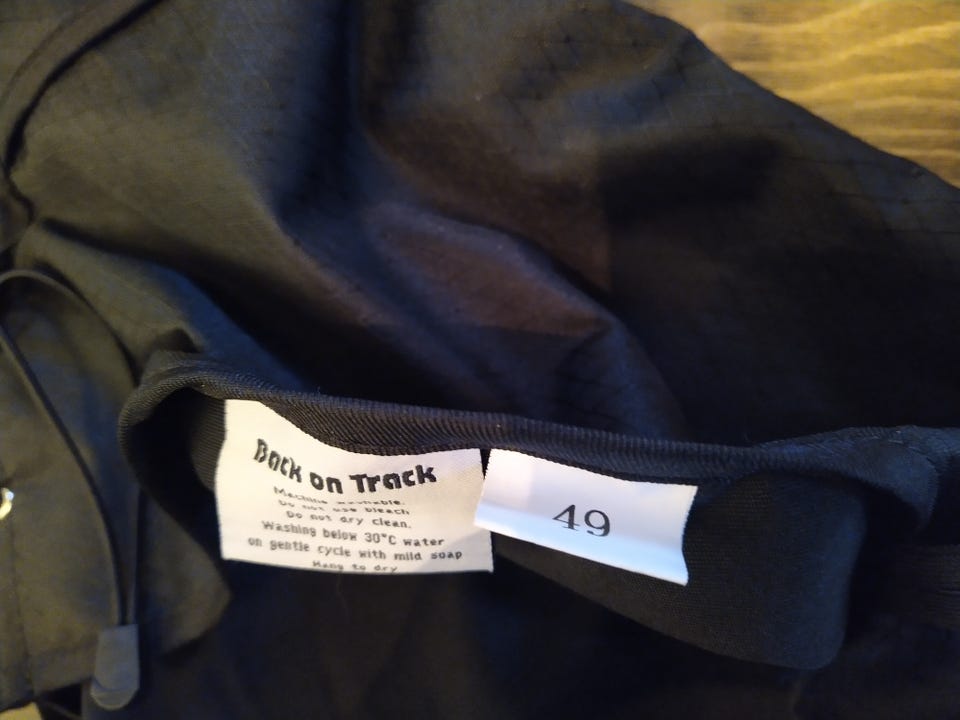 Back on Track
Machine washable.
Do not use bleach
Do not dry clean.
Washing below 30°C water
on gentle cycle with mild soap
Hang to dry
49